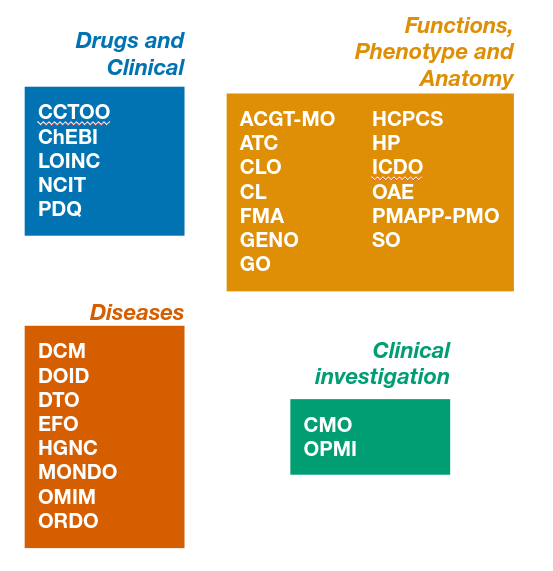 Drugs and
Clinical
CCTOO
ChEBI
LOINC
NCIT
PDQ
Functions,
Phenotype and
Anatomy
ACGT-MO
ATC
CLO
CL
FMA
GENO
GO
HCPCS
HP
ICDO
OAE
PMAPP-PMO
SO
Diseases
DCM
DOID
DTO
EFO
HGNC
MONDO
OMIM
ORDO
Clinical
investigation
CMO
OPMI